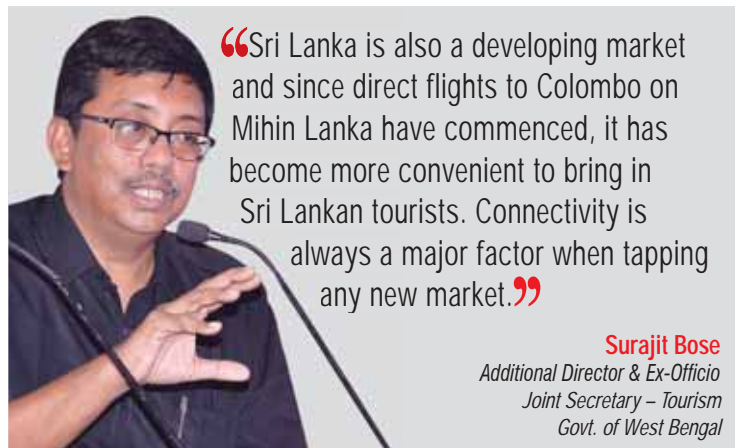 “Sri Lanka is also a developing market
and since direct flights to Colombo on
Mihin Lanka have commenced, it has
become more convenient to bring in
Sri Lankan tourists. Connectivity is
always a major factor when tapping
any new market.”
Surajit Bose
Additional Director & Ex-Officio
Joint Secretary – Tourism
Govt. of West Bengal